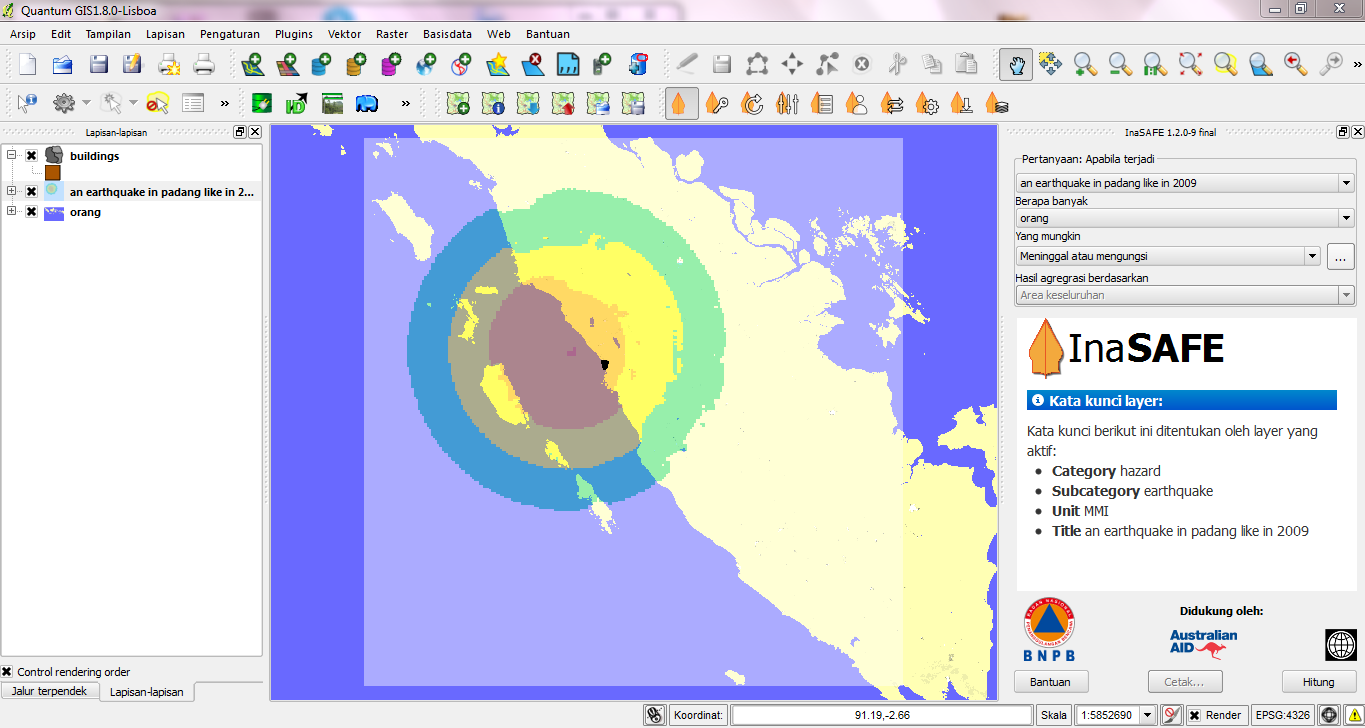 Quantum GIS1.8.0-Lisboa
Arsip Edit Tampilan Lapisan Pengaturan Plugins Vektor Raster Basisdata Web Bantuan
Lapisan-lapisan
buildings
an earthquake in padang like in 2...
orang
Control rendering order
Jalur terpendek Lapisan-lapisan
InaSAFE 1.2.0-9 final
Pertanyaan: Apabila terjadi
an earthquake in padang like in 2009
Berapa banyak
orang
Yang mungkin
Meninggal atau mengungsi
...
Hasil agregrasi berdasarkan
Area keseluruhan
InaSAFE
Kata kunci layer:
Kata kunci berikut ini ditentukan oleh layer yang
aktif:
Category hazard
Subcategory earthquake
Unit MMI
Title an earthquake in padang like in 2009
BNPB
Didukung oleh:
Australian
AID
Bantuan Cetak... Hitung
Koordinat: 91.19,-2.66 Skala 1:5852690 Render EPSG:4326